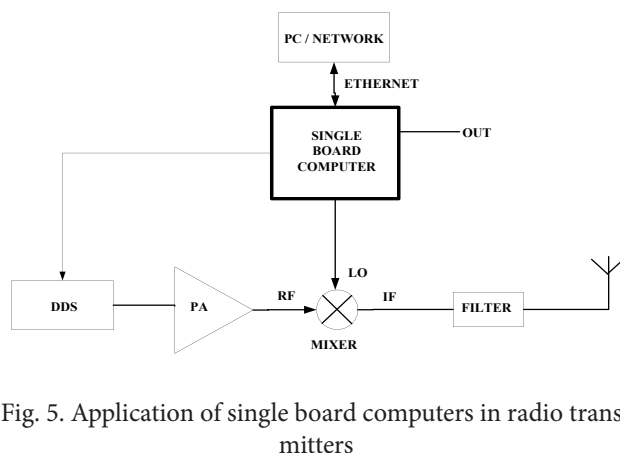 PC / NETWORK
ETHERNET
SINGLE
BOARD
COMPUTER
OUT
LO
DDS
PA
RF
IF
FILTER
MIXER
Fig. 5. Application of single board computers in radio trans
mitters